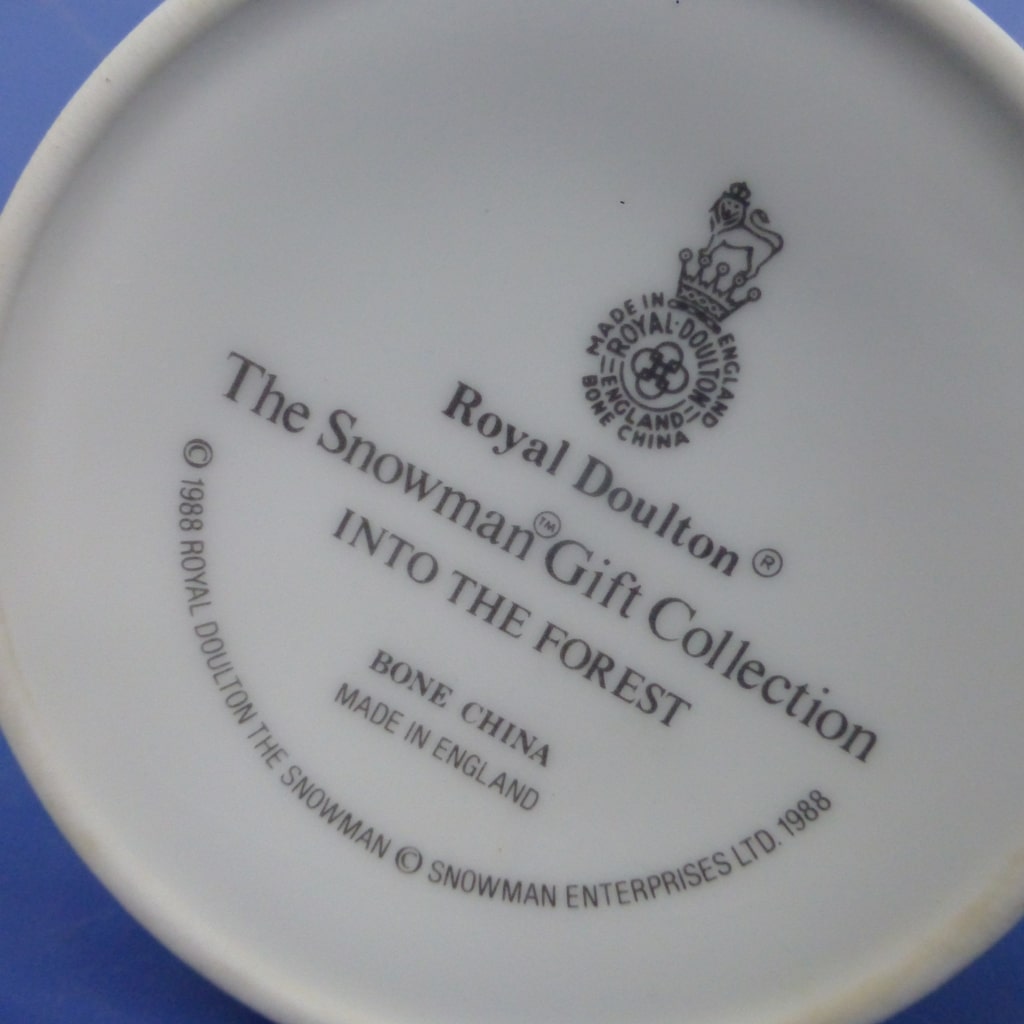 MADE IN ENGLAND
ROYAL·DOULTON
ENGLAND
BONE CHINA
Royal Doulton ®
The Snowman™ Gift Collection
INTO THE FOREST
BONE CHINA
MADE IN ENGLAND
© 1988 ROYAL DOULTON THE SNOWMAN © SNOWMAN ENTERPRISES LTD. 1988